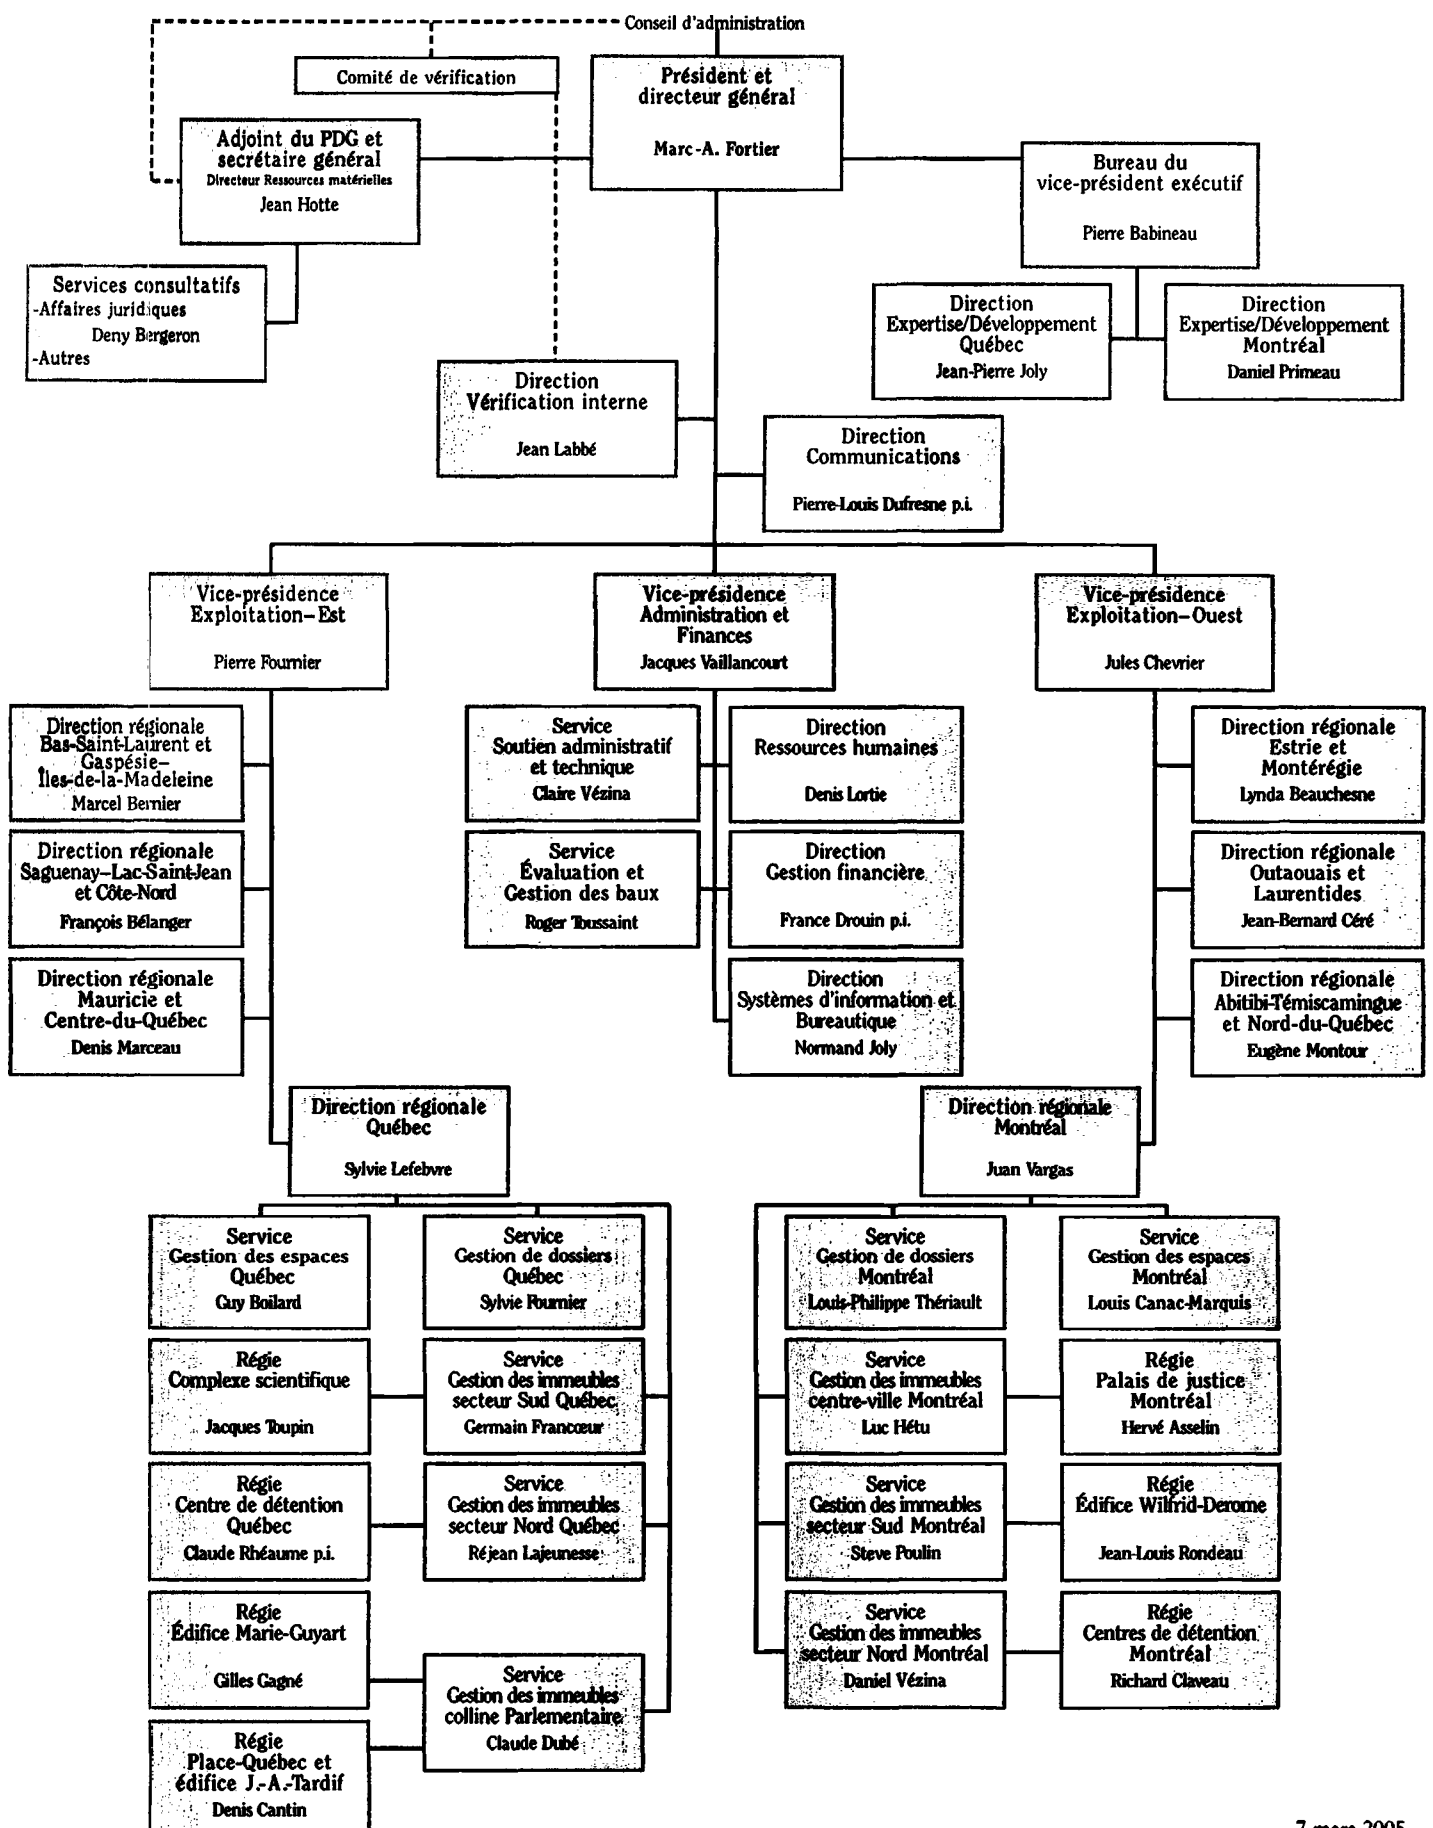 Conseil d'administration
Comité de vérification
Président et
directeur général
Marc-A. Fortier
Adjoint du PDG et
secrétaire général
Directeur Ressources matérielles
Jean Hotte
Bureau du
vice-président exécutif
Pierre Babineau
Services consultatifs
-Affaires juridiques
Deny Bergeron
-Autres
Direction
Expertise/Développement
Québec
Jean-Pierre Joly
Direction
Expertise/Développement
Montréal
Daniel Primeau
Direction
Vérification interne
Jean Labbé
Direction
Communications
Pierre-Louis Dufresne p.i.
Vice-présidence
Exploitation–Est
Pierre Fournier
Vice-présidence
Administration et
Finances
Jacques Vaillancourt
Vice-présidence
Exploitation–Ouest
Jules Chevrier
Direction régionale
Bas-Saint-Laurent et
Gaspésie–
Îles-de-la-Madeleine
Marcel Bernier
Service
Soutien administratif
et technique
Claire Vézina
Direction
Ressources humaines
Denis Lortie
Direction régionale
Estrie et
Montérégie
Lynda Beauchesne
Direction régionale
Saguenay–Lac-Saint-Jean
et Côte-Nord
François Bélanger
Service
Évaluation et
Gestion des baux
Roger Toussaint
Direction
Gestion financière
France Drouin p.i.
Direction régionale
Outaouais et
Laurentides
Jean-Bernard Céré
Direction régionale
Mauricie et
Centre-du-Québec
Denis Marceau
Direction
Systèmes d'information et
Bureautique
Normand Joly
Direction régionale
Abitibi-Témiscamingue
et Nord-du-Québec
Eugène Montour
Direction régionale
Québec
Sylvie Lefebvre
Direction régionale
Montréal
Juan Vargas
Service
Gestion des espaces
Québec
Guy Boilard
Service
Gestion de dossiers
Québec
Sylvie Fournier
Service
Gestion de dossiers
Montréal
Louis-Philippe Thériault
Service
Gestion des espaces
Montréal
Louis Canac-Marquis
Régie
Complexe scientifique
Jacques Toupin
Service
Gestion des immeubles
secteur Sud Québec
Germain Francœur
Service
Gestion des immeubles
centre-ville Montréal
Luc Hétu
Régie
Palais de justice
Montréal
Hervé Asselin
Régie
Centre de détention
Québec
Claude Rhéaume p.i.
Service
Gestion des immeubles
secteur Nord Québec
Réjean Lajeunesse
Service
Gestion des immeubles
secteur Sud Montréal
Steve Poulin
Régie
Édifice Wilfrid-Derome
Jean-Louis Rondeau
Régie
Édifice Marie-Guyart
Gilles Gagné
Service
Gestion des immeubles
colline Parlementaire
Claude Dubé
Service
Gestion des immeubles
secteur Nord Montréal
Daniel Vézina
Régie
Centres de détention
Montréal
Richard Claveau
Régie
Place-Québec et
édifice J.-A.-Tardif
Denis Cantin
7 mars 2005